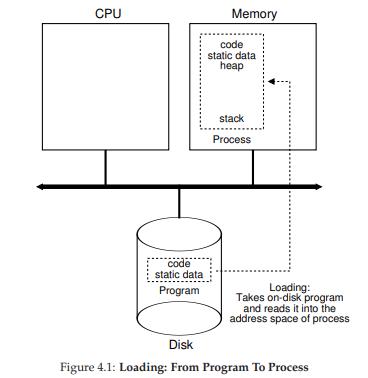 CPU
Memory
code
static data
heap
stack
Process
code
static data
Program
Loading:
Takes on-disk program
and reads it into the
address space of process
Disk
Figure 4.1: Loading: From Program To Process